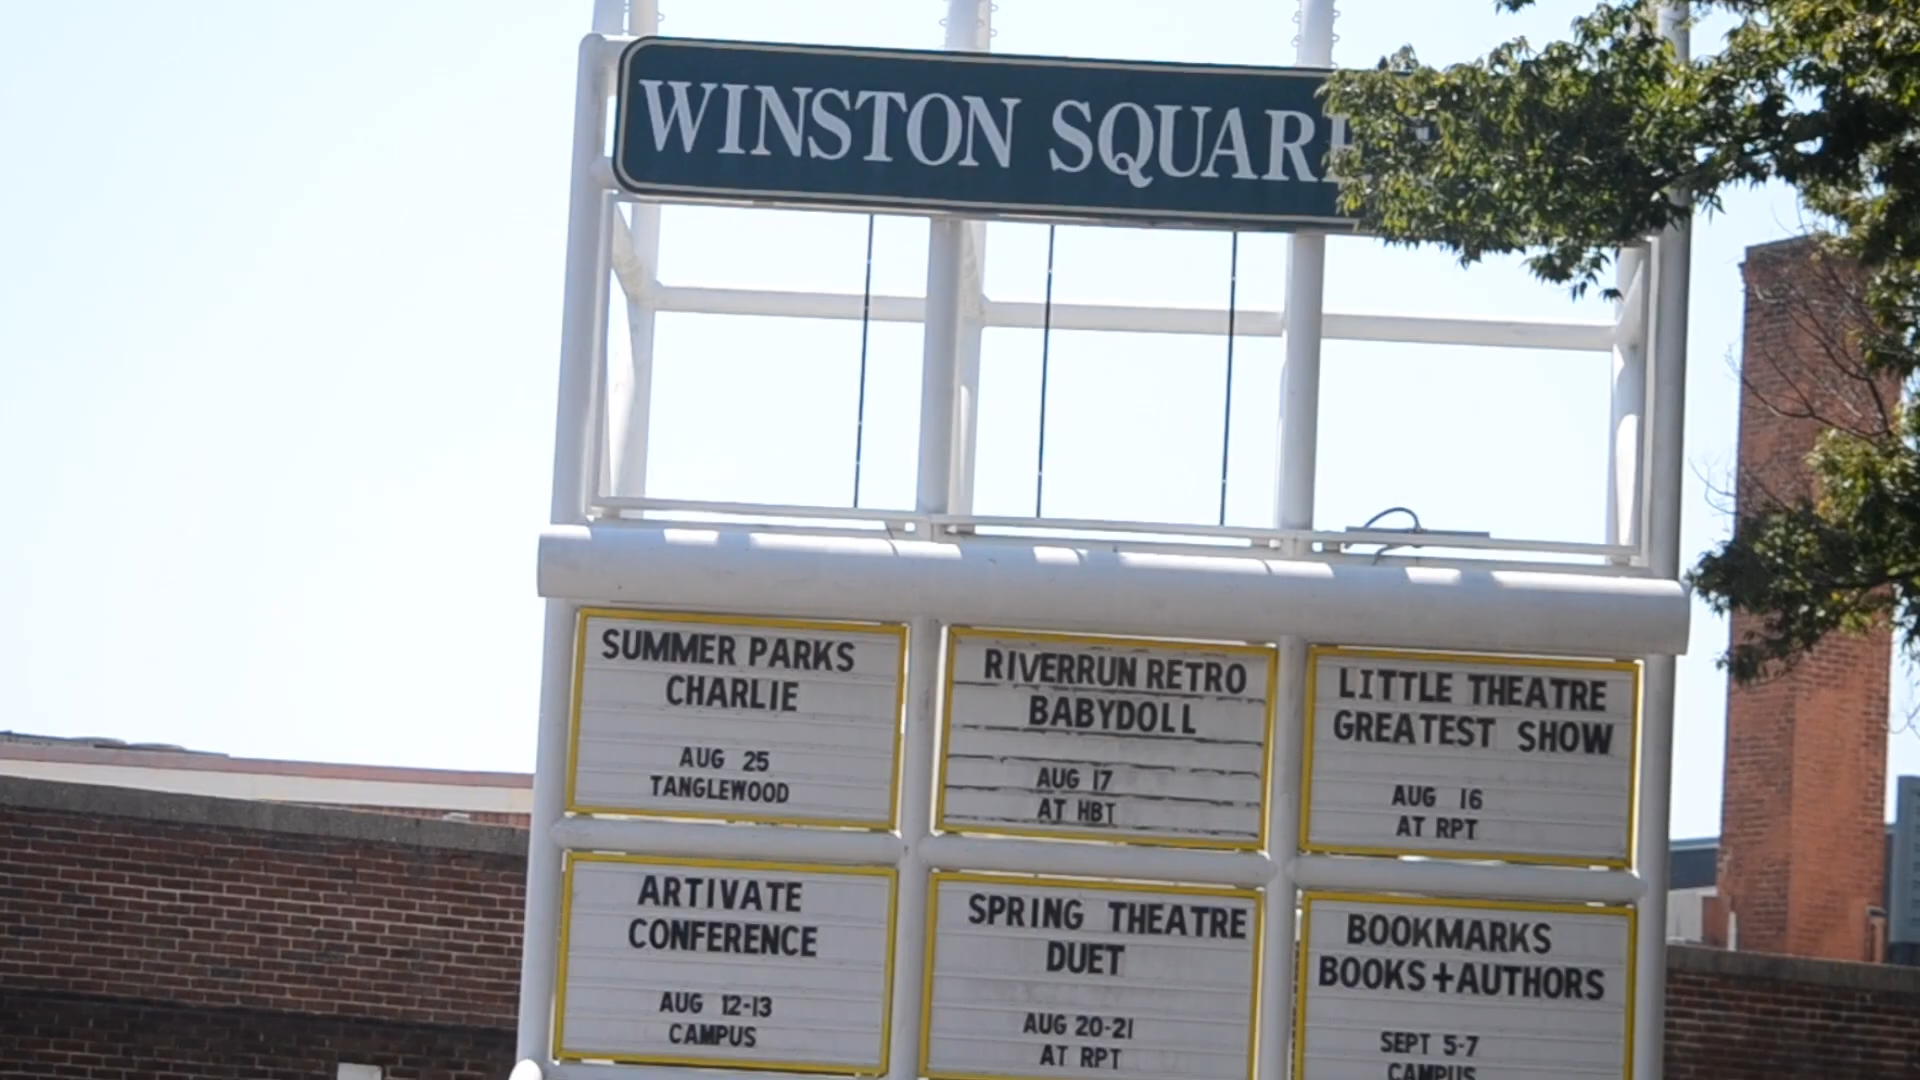 WINSTON SQUARE
SUMMER PARKS
CHARLIE
AUG 25
TANGLEWOOD
RIVERRUN RETRO
BABYDOLL
AUG 17
AT HBT
LITTLE THEATRE
GREATEST SHOW
AUG 16
AT RPT
ARTIVATE
CONFERENCE
AUG 12-13
CAMPUS
SPRING THEATRE
DUET
AUG 20-21
AT RPT
BOOKMARKS
BOOKS+AUTHORS
SEPT 5-7
CAMPUS